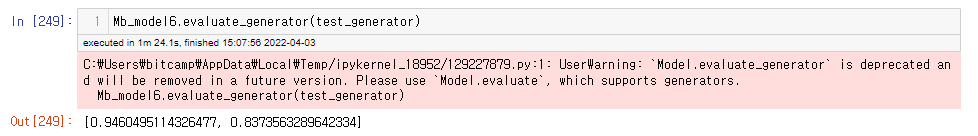 In [249]:
1 Mb_model6.evaluate_generator(test_generator)
executed in 1m 24.1s, finished 15:07:56 2022-04-03
C:₩Users₩bitcamp₩AppData₩Local₩Temp/ipykernel_18952/129227879.py:1: UserWarning: `Model.evaluate_generator` is deprecated an
d will be removed in a future version. Please use `Model.evaluate`, which supports generators.
Mb_model6.evaluate_generator(test_generator)
Out[249]: [0.9460495114326477, 0.8373563289642334]